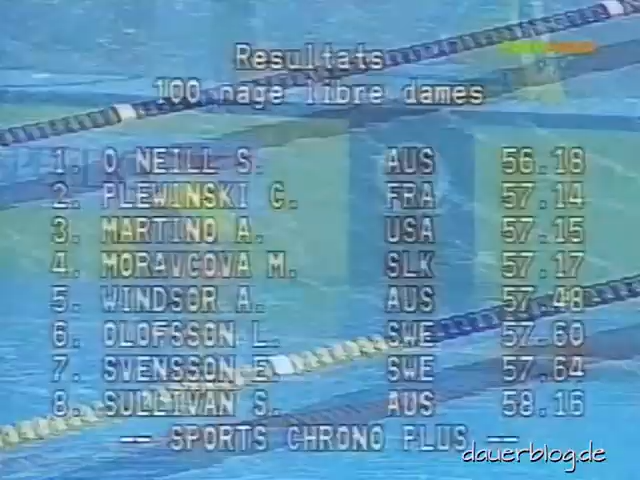 Resultats
100 nage libre dames
1. O NEILL S. AUS 56.18
2. PLEWINSKI C. FRA 57.14
3. MARTINO A. USA 57.15
4. MORAVCOVA M. SLK 57.17
5. WINDSOR A. AUS 57.48
6. OLOFSSON L. SWE 57.60
7. SVENSSON E. SWE 57.64
8. SULLIVAN S. AUS 58.16
-- SPORTS CHRONO PLUS --
dauerblog.de